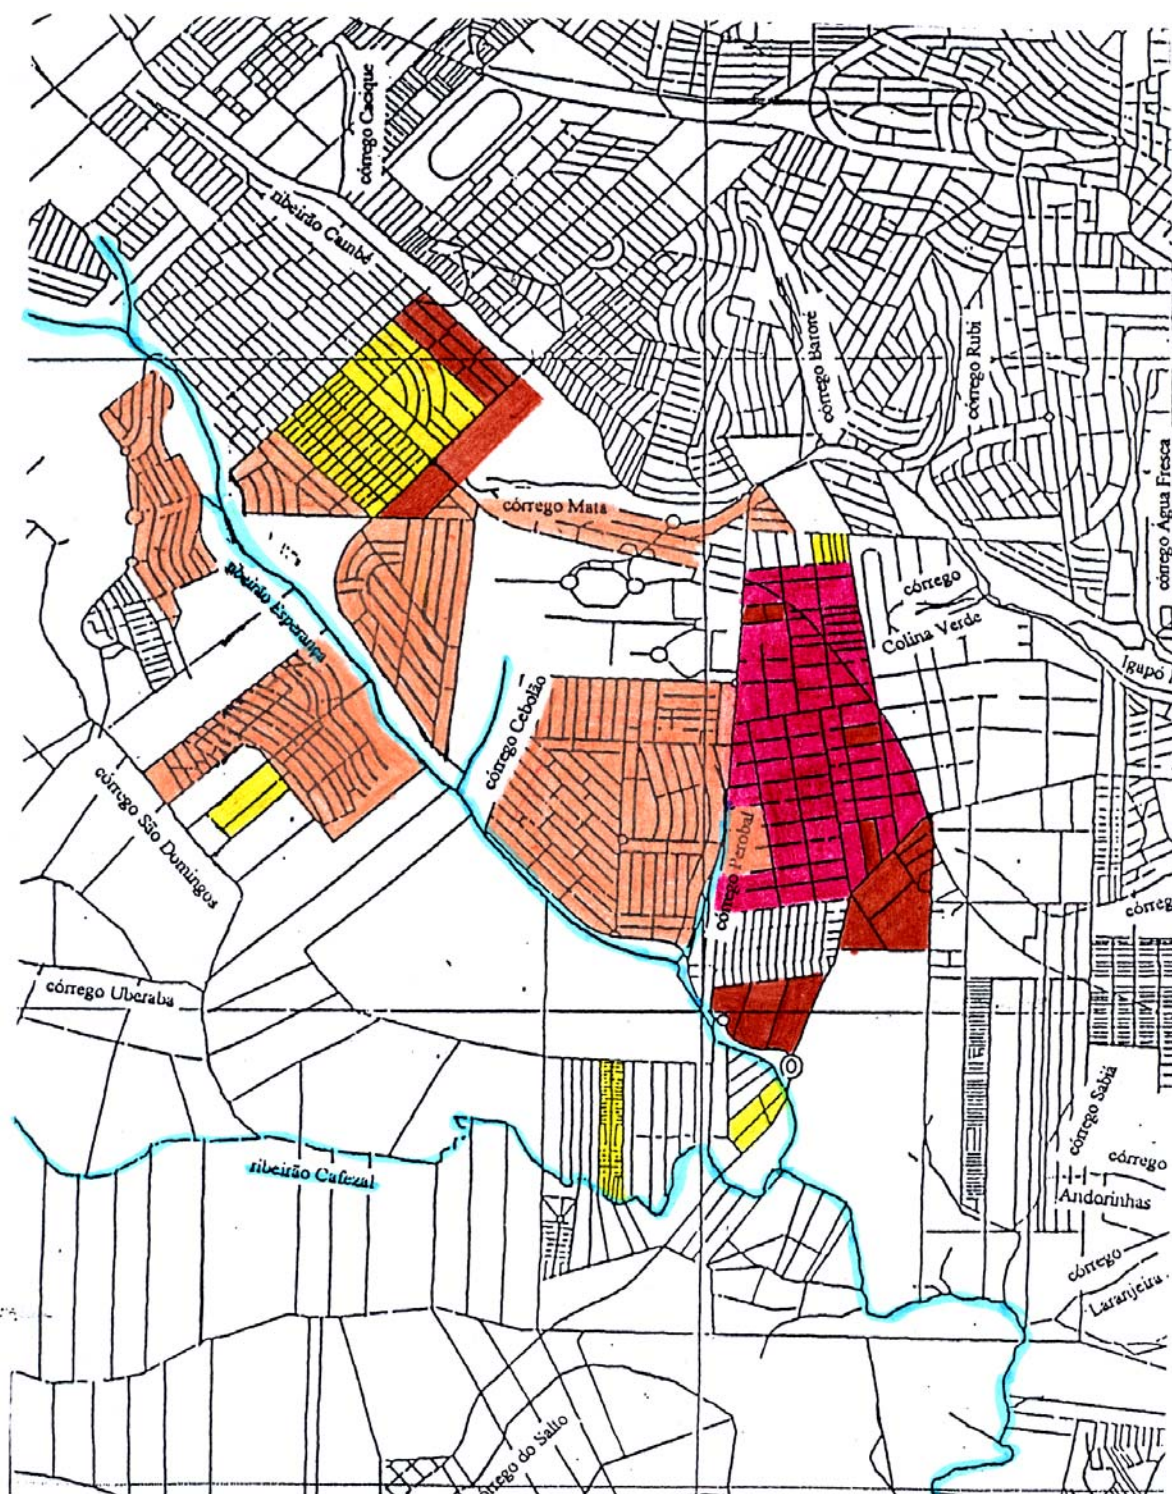 córrego Cacique
ribeirão Cambé
córrego Baroré
córrego Rubi
córrego Água Fresca
córrego Mata
ribeirão Esperança
córrego
Colina Verde
Igapó
córrego Cebolão
córrego São Domingos
córrego Perobal
córreg
córrego Uberaba
córrego Sabiá
ribeirão Cafezal
córrego
Andorinhas
córrego
Laranjeira
órrego do Salto